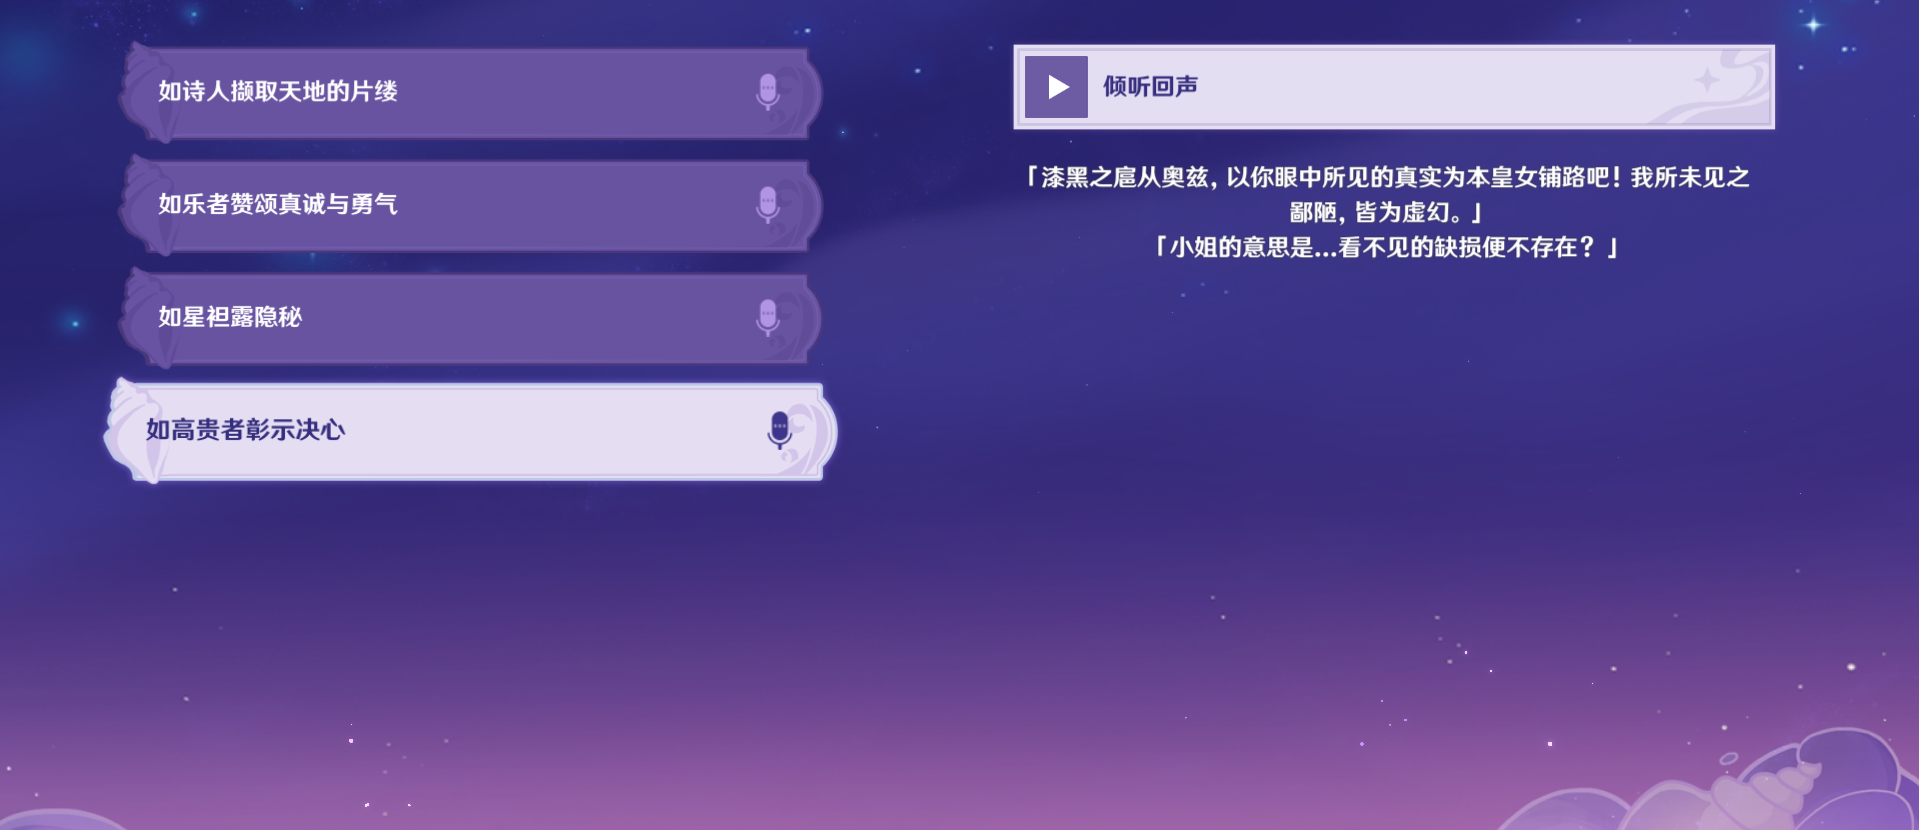 如诗人撷取天地的片缕
如乐者赞颂真诚与勇气
如星袒露隐秘
如高贵者彰示决心
倾听回声
「漆黑之扈从奥兹,以你眼中所见的真实为本皇女铺路吧!我所未见之
鄙陋,皆为虚幻。」
「小姐的意思是...看不见的缺损便不存在?」